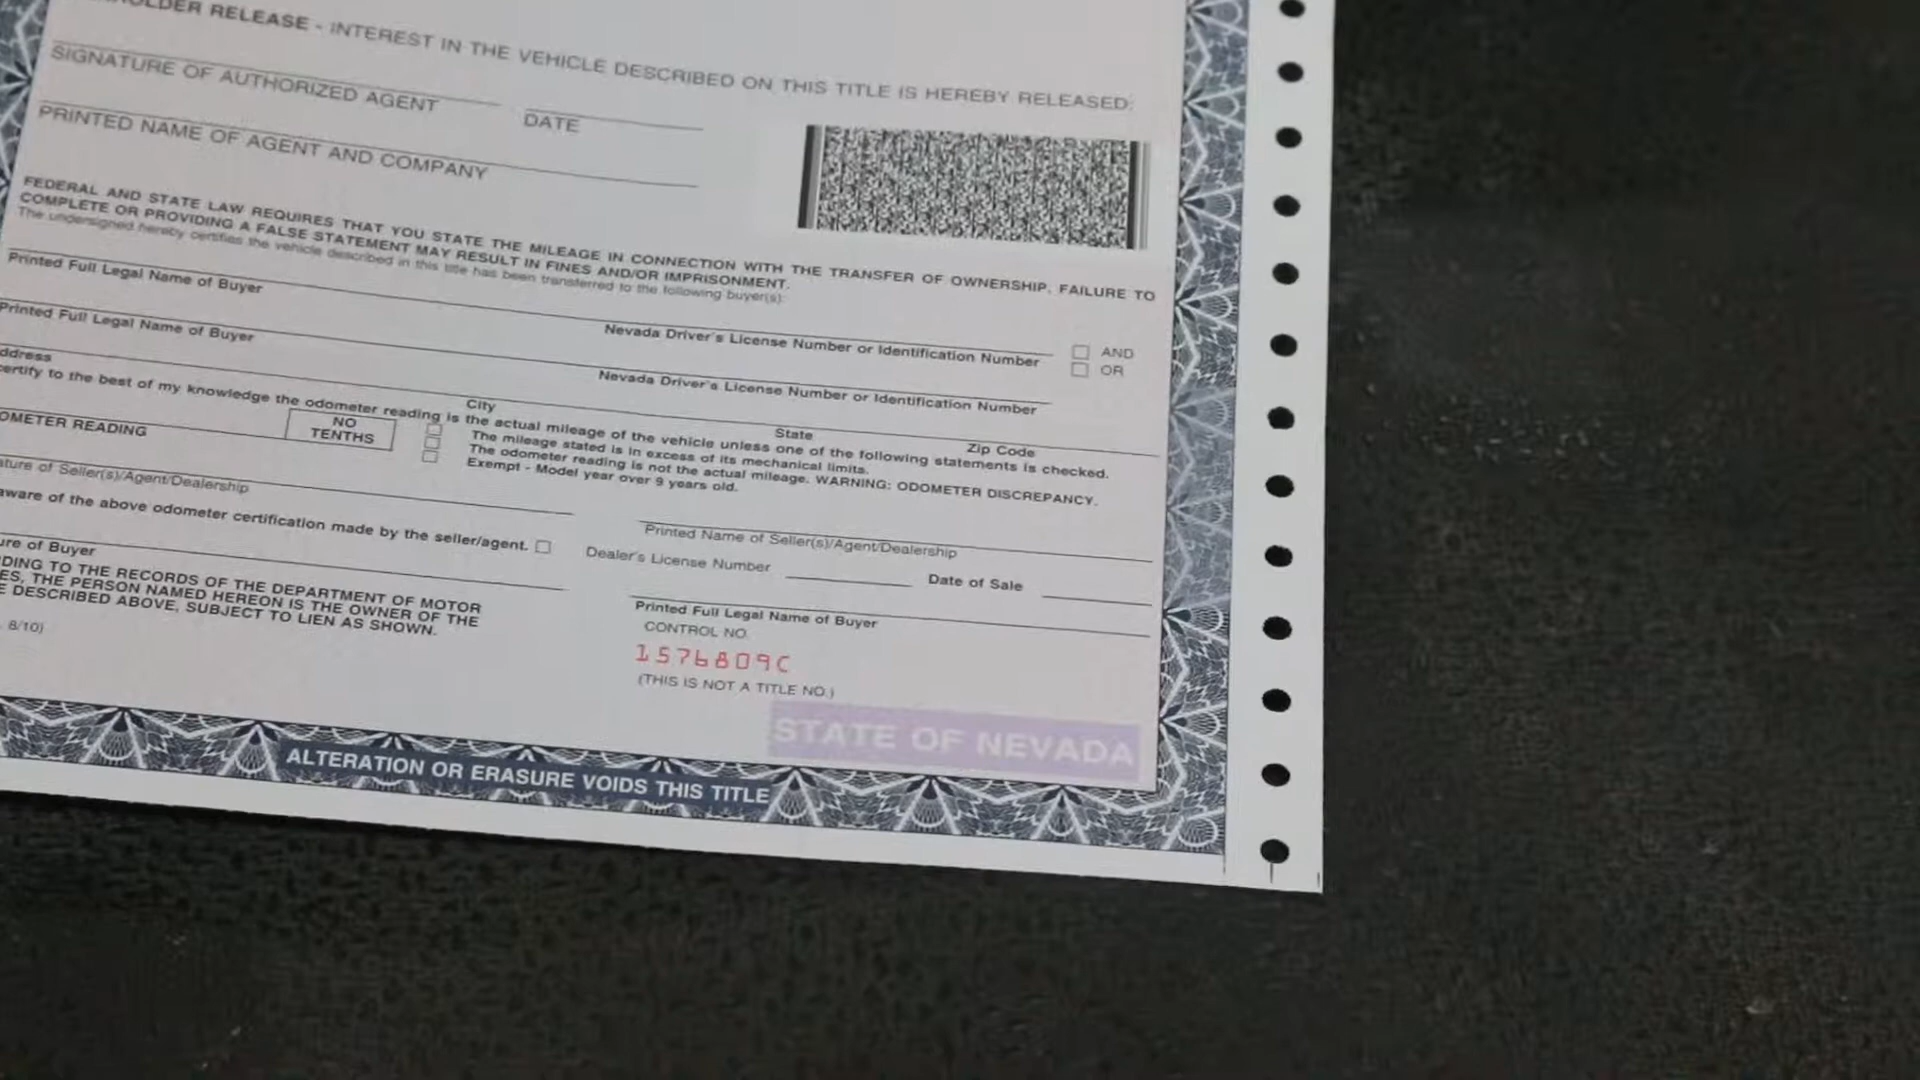 HOLDER RELEASE - INTEREST IN THE VEHICLE DESCRIBED ON THIS TITLE IS HEREBY RELEASED:
SIGNATURE OF AUTHORIZED AGENT
DATE
PRINTED NAME OF AGENT AND COMPANY
FEDERAL AND STATE LAW REQUIRES THAT YOU STATE THE MILEAGE IN CONNECTION WITH THE TRANSFER OF OWNERSHIP. FAILURE TO
COMPLETE OR PROVIDING A FALSE STATEMENT MAY RESULT IN FINES AND/OR IMPRISONMENT.
The undersigned hereby certifies the vehicle described in this title has been transferred to the following buyer(s):
Printed Full Legal Name of Buyer
Nevada Driver's License Number or Identification Number
AND
OR
Printed Full Legal Name of Buyer
Nevada Driver's License Number or Identification Number
ddress
City
State
Zip Code
certify to the best of my knowledge the odometer reading is the actual mileage of the vehicle unless one of the following statements is checked.
OMETER READING
NO
TENTHS
The mileage stated is in excess of its mechanical limits.
The odometer reading is not the actual mileage. WARNING: ODOMETER DISCREPANCY.
Exempt - Model year over 9 years old.
ature of Seller(s)/Agent/Dealership
Printed Name of Seller(s)/Agent/Dealership
aware of the above odometer certification made by the seller/agent.
Dealer's License Number
Date of Sale
ure of Buyer
Printed Full Legal Name of Buyer
DING TO THE RECORDS OF THE DEPARTMENT OF MOTOR
ES, THE PERSON NAMED HEREON IS THE OWNER OF THE
E DESCRIBED ABOVE, SUBJECT TO LIEN AS SHOWN.
8/10)
CONTROL NO.
1576809C
(THIS IS NOT A TITLE NO.)
STATE OF NEVADA
ALTERATION OR ERASURE VOIDS THIS TITLE